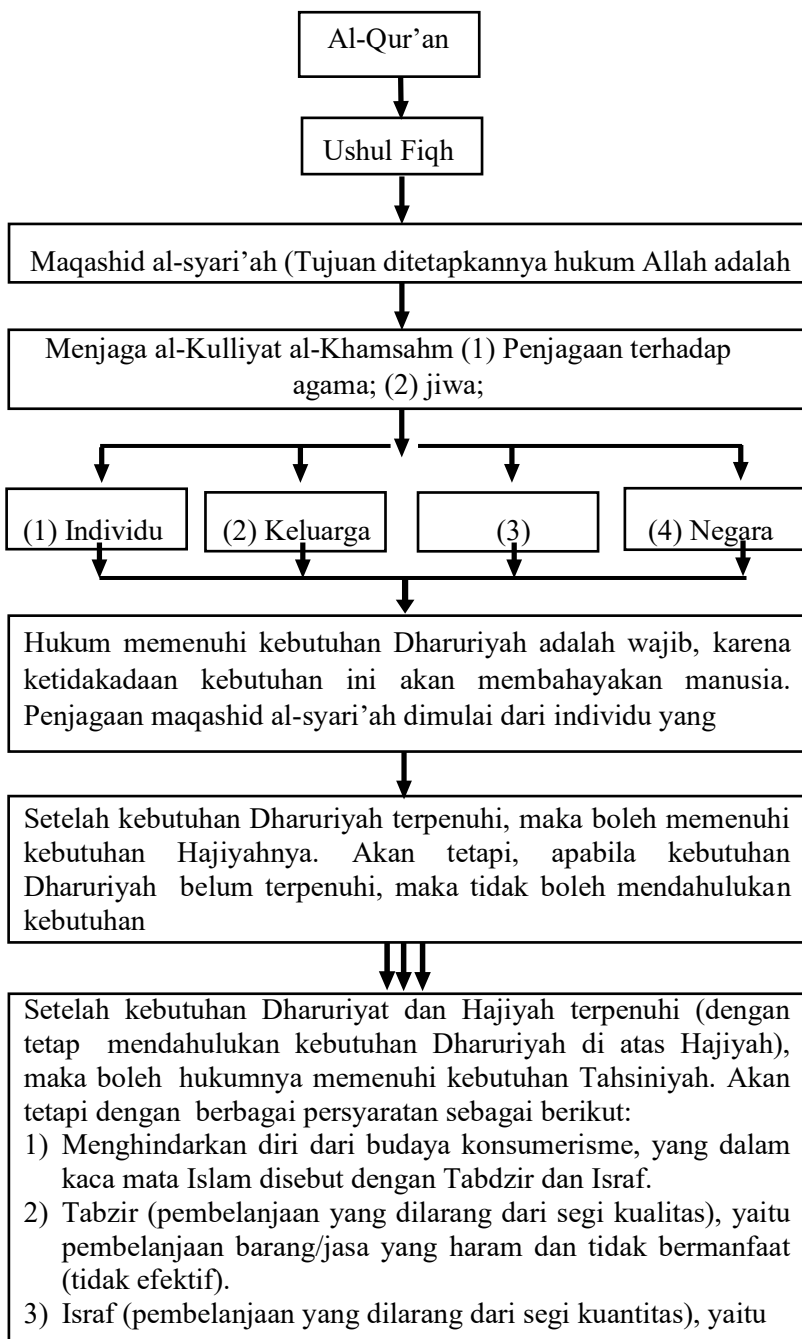 Al-Qur’an
Ushul Fiqh
Maqashid al-syari’ah (Tujuan ditetapkannya hukum Allah adalah
Menjaga al-Kulliyat al-Khamsahm (1) Penjagaan terhadap
agama; (2) jiwa;
(1) Individu
(2) Keluarga
(3)
(4) Negara
Hukum memenuhi kebutuhan Dharuriyah adalah wajib, karena
ketidakadaan kebutuhan ini akan membahayakan manusia.
Penjagaan maqashid al-syari’ah dimulai dari individu yang
Setelah kebutuhan Dharuriyah terpenuhi, maka boleh memenuhi
kebutuhan Hajiyahnya. Akan tetapi, apabila kebutuhan
Dharuriyah belum terpenuhi, maka tidak boleh mendahulukan
kebutuhan
Setelah kebutuhan Dharuriyat dan Hajiyah terpenuhi (dengan
tetap mendahulukan kebutuhan Dharuriyah di atas Hajiyah),
maka boleh hukumnya memenuhi kebutuhan Tahsiniyah. Akan
tetapi dengan berbagai persyaratan sebagai berikut:
1) Menghindarkan diri dari budaya konsumerisme, yang dalam
kaca mata Islam disebut dengan Tabdzir dan Israf.
2) Tabzir (pembelanjaan yang dilarang dari segi kualitas), yaitu
pembelanjaan barang/jasa yang haram dan tidak bermanfaat
(tidak efektif).
3) Israf (pembelanjaan yang dilarang dari segi kuantitas), yaitu